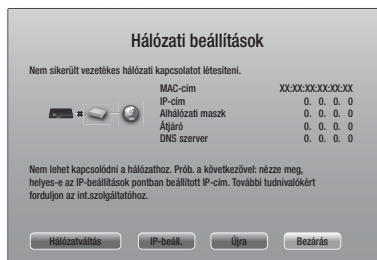 Hálózati beállítások
Nem sikerült vezetékes hálózati kapcsolatot létesíteni.
MAC-cím XX:XX:XX:XX:XX:XX
IP-cím 0. 0. 0. 0
Alhálózati maszk 0. 0. 0. 0
Átjáró 0. 0. 0. 0
DNS szerver 0. 0. 0. 0
Nem lehet kapcsolódni a hálózathoz. Prób. a következővel: nézze meg,
helyes-e az IP-beállítások pontban beállított IP-cím. További tudnivalókért
forduljon az int.szolgáltatóhoz.
Hálózatváltás IP-beáll. Újra Bezárás